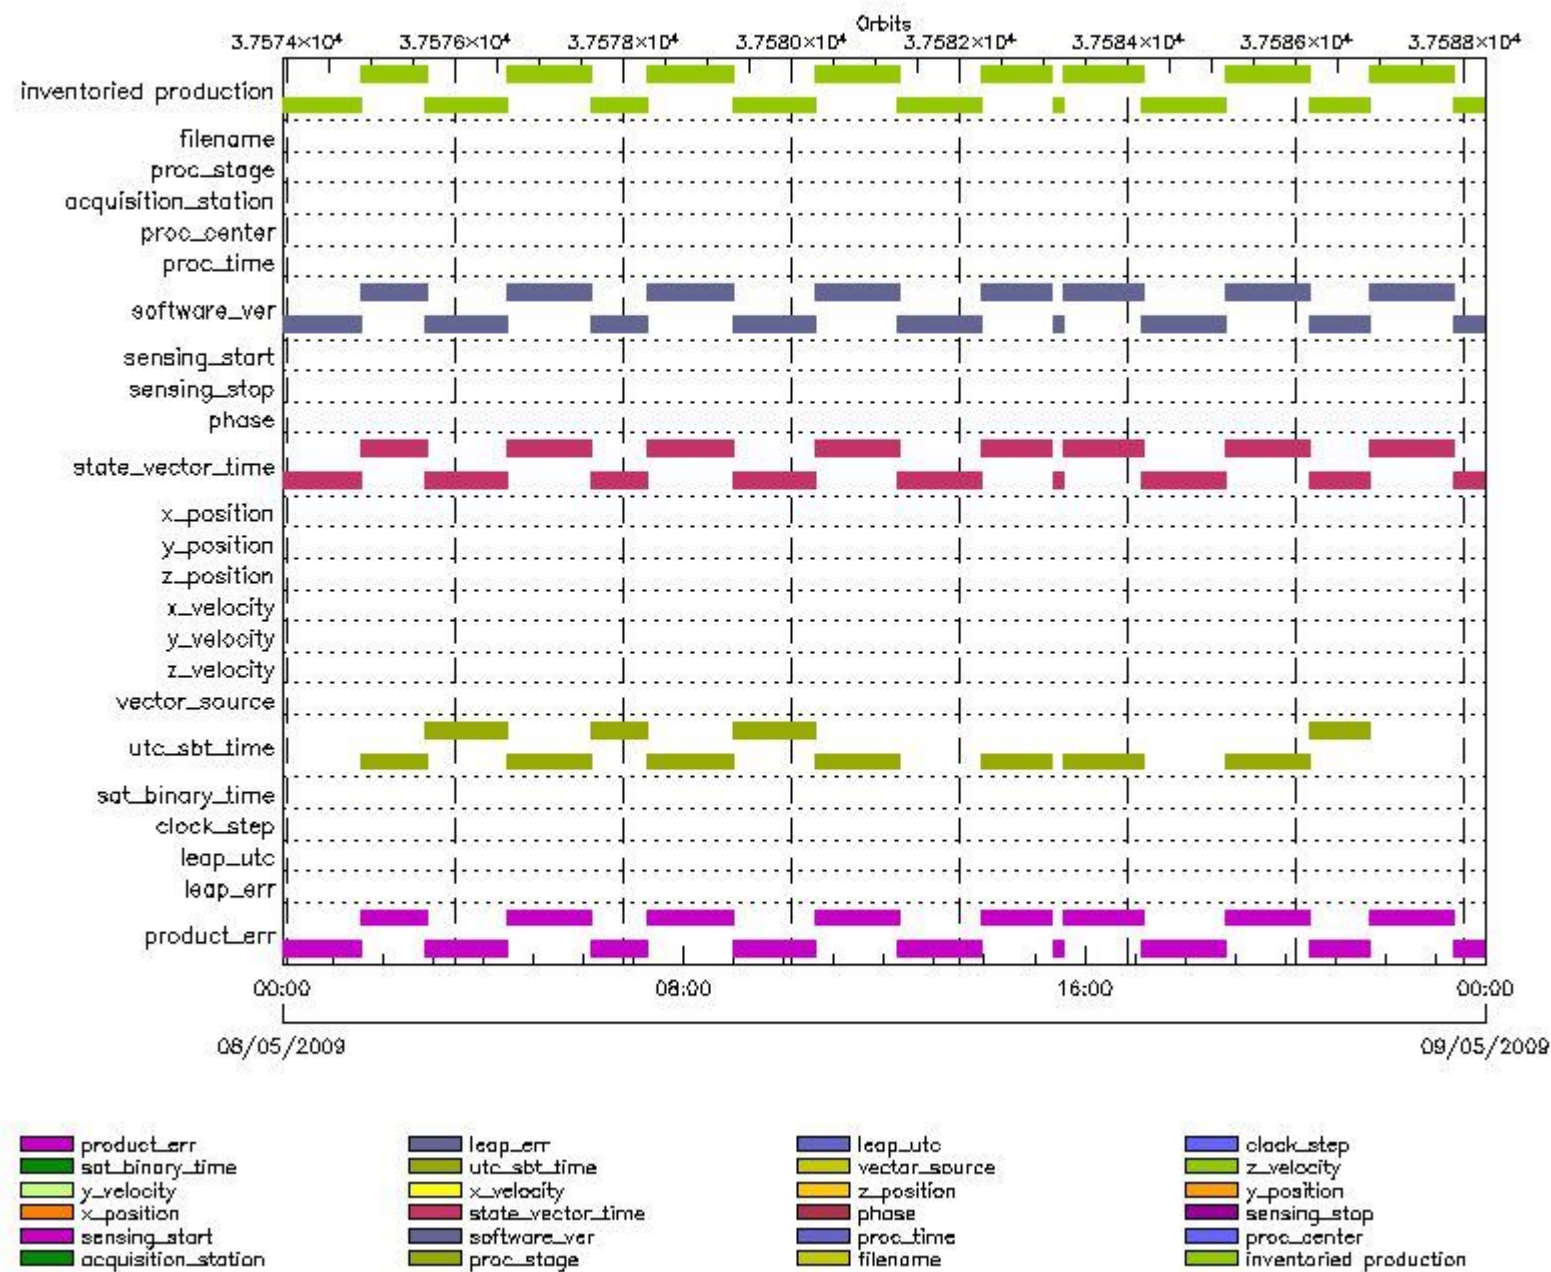 Orbits
3.7574×10⁴ 3.7576×10⁴ 3.7578×10⁴ 3.7580×10⁴ 3.7582×10⁴ 3.7584×10⁴ 3.7586×10⁴ 3.7588×10⁴
inventoried production
filename
proc_stage
acquisition_station
proc_center
proc_time
software_ver
sensing_start
sensing_stop
phase
state_vector_time
x_position
y_position
z_position
x_velocity
y_velocity
z_velocity
vector_source
utc_sbt_time
sat_binary_time
clock_step
leap_utc
leap_err
product_err
00:00 08:00 16:00 00:00
08/05/2009 09/05/2009
product_err leap_err leap_utc clock_step
sat_binary_time utc_sbt_time vector_source z_velocity
y_velocity x_velocity z_position y_position
x_position state_vector_time phase sensing_stop
sensing_start software_ver proc_time proc_center
acquisition_station proc_stage filename inventoried production